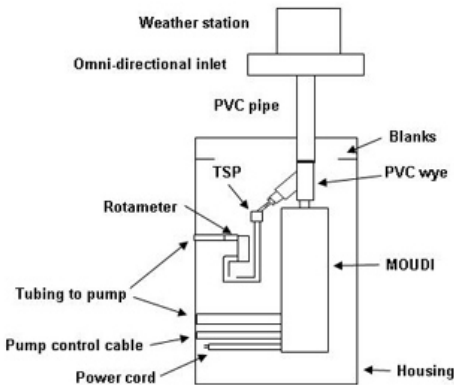 Weather station
Omni-directional inlet
PVC pipe
Blanks
TSP
PVC wye
Rotameter
MOUDI
Tubing to pump
Pump control cable
Power cord
Housing